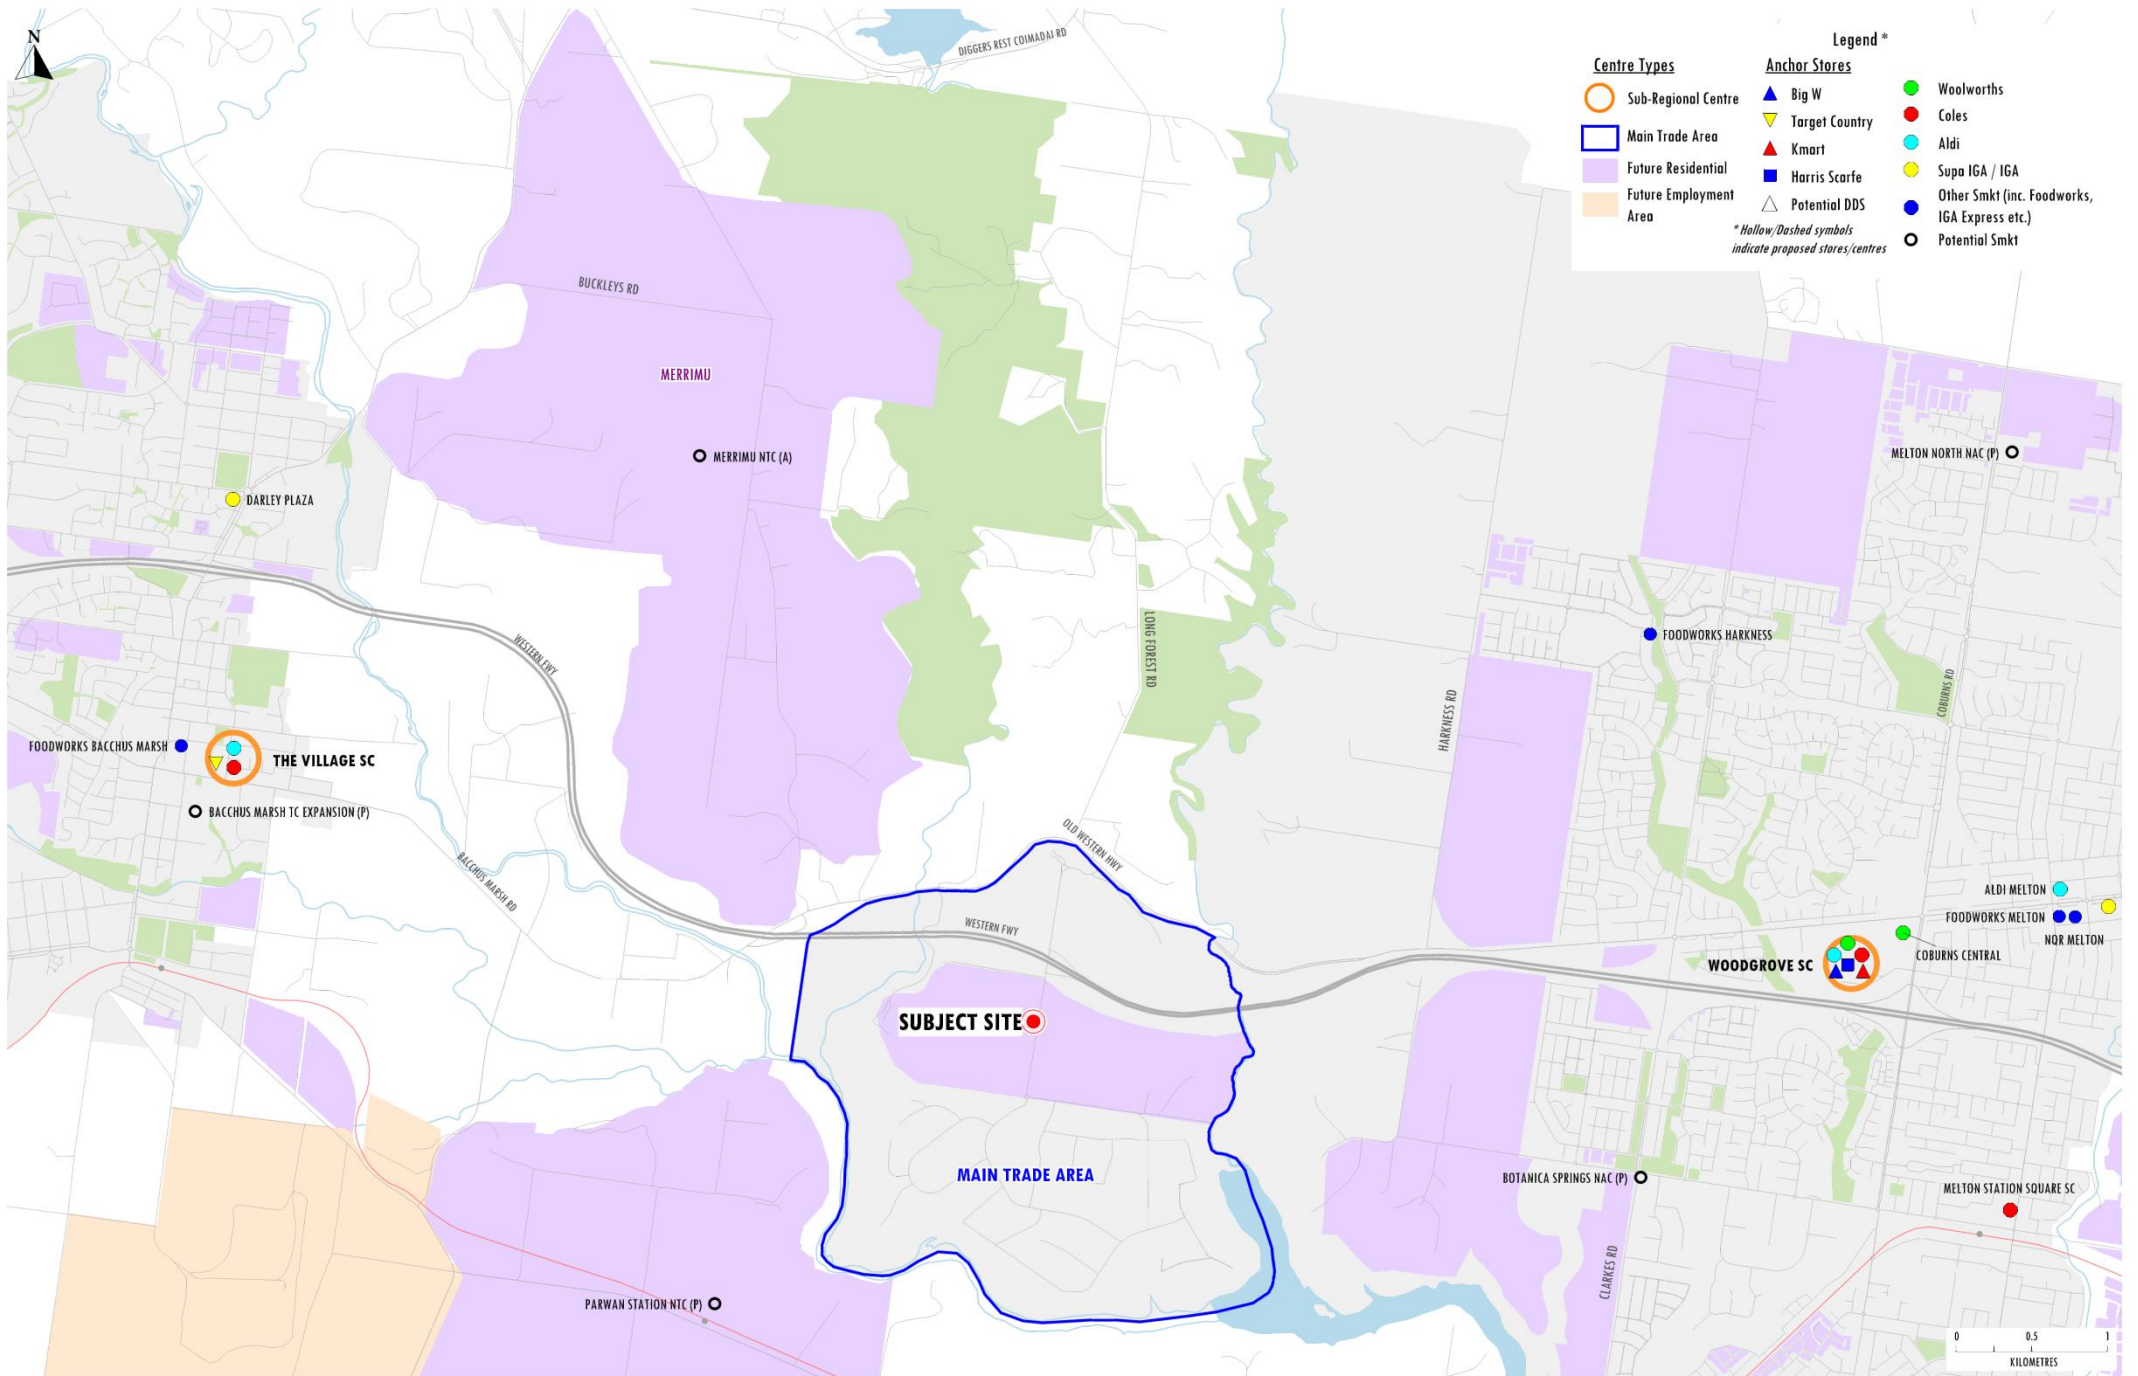 N
DIGGERS REST COIMADAI RD
Legend *
Centre Types
Sub-Regional Centre
Main Trade Area
Future Residential
Future Employment
Area
Anchor Stores
Big W
Target Country
Kmart
Harris Scarfe
Potential DDS
* Hollow/Dashed symbols
indicate proposed stores/centres
Woolworths
Coles
Aldi
Supa IGA / IGA
Other Smkt (inc. Foodworks,
IGA Express etc.)
Potential Smkt
BUCKLEYS RD
MERRIMU
MERRIMU NTC (A)
MELTON NORTH NAC (P)
DARLEY PLAZA
WESTERN FWY
LONG FOREST RD
FOODWORKS HARKNESS
HARKNESS RD
COBURNS RD
FOODWORKS BACCHUS MARSH
THE VILLAGE SC
BACCHUS MARSH TC EXPANSION (P)
BACCHUS MARSH RD
OLD WESTERN HWY
WESTERN FWY
ALDI MELTON
FOODWORKS MELTON
NQR MELTON
COBURNS CENTRAL
WOODGROVE SC
SUBJECT SITE
MAIN TRADE AREA
BOTANICA SPRINGS NAC (P)
MELTON STATION SQUARE SC
CLARKES RD
PARWAN STATION NTC (P)
0 0.5 1
KILOMETRES